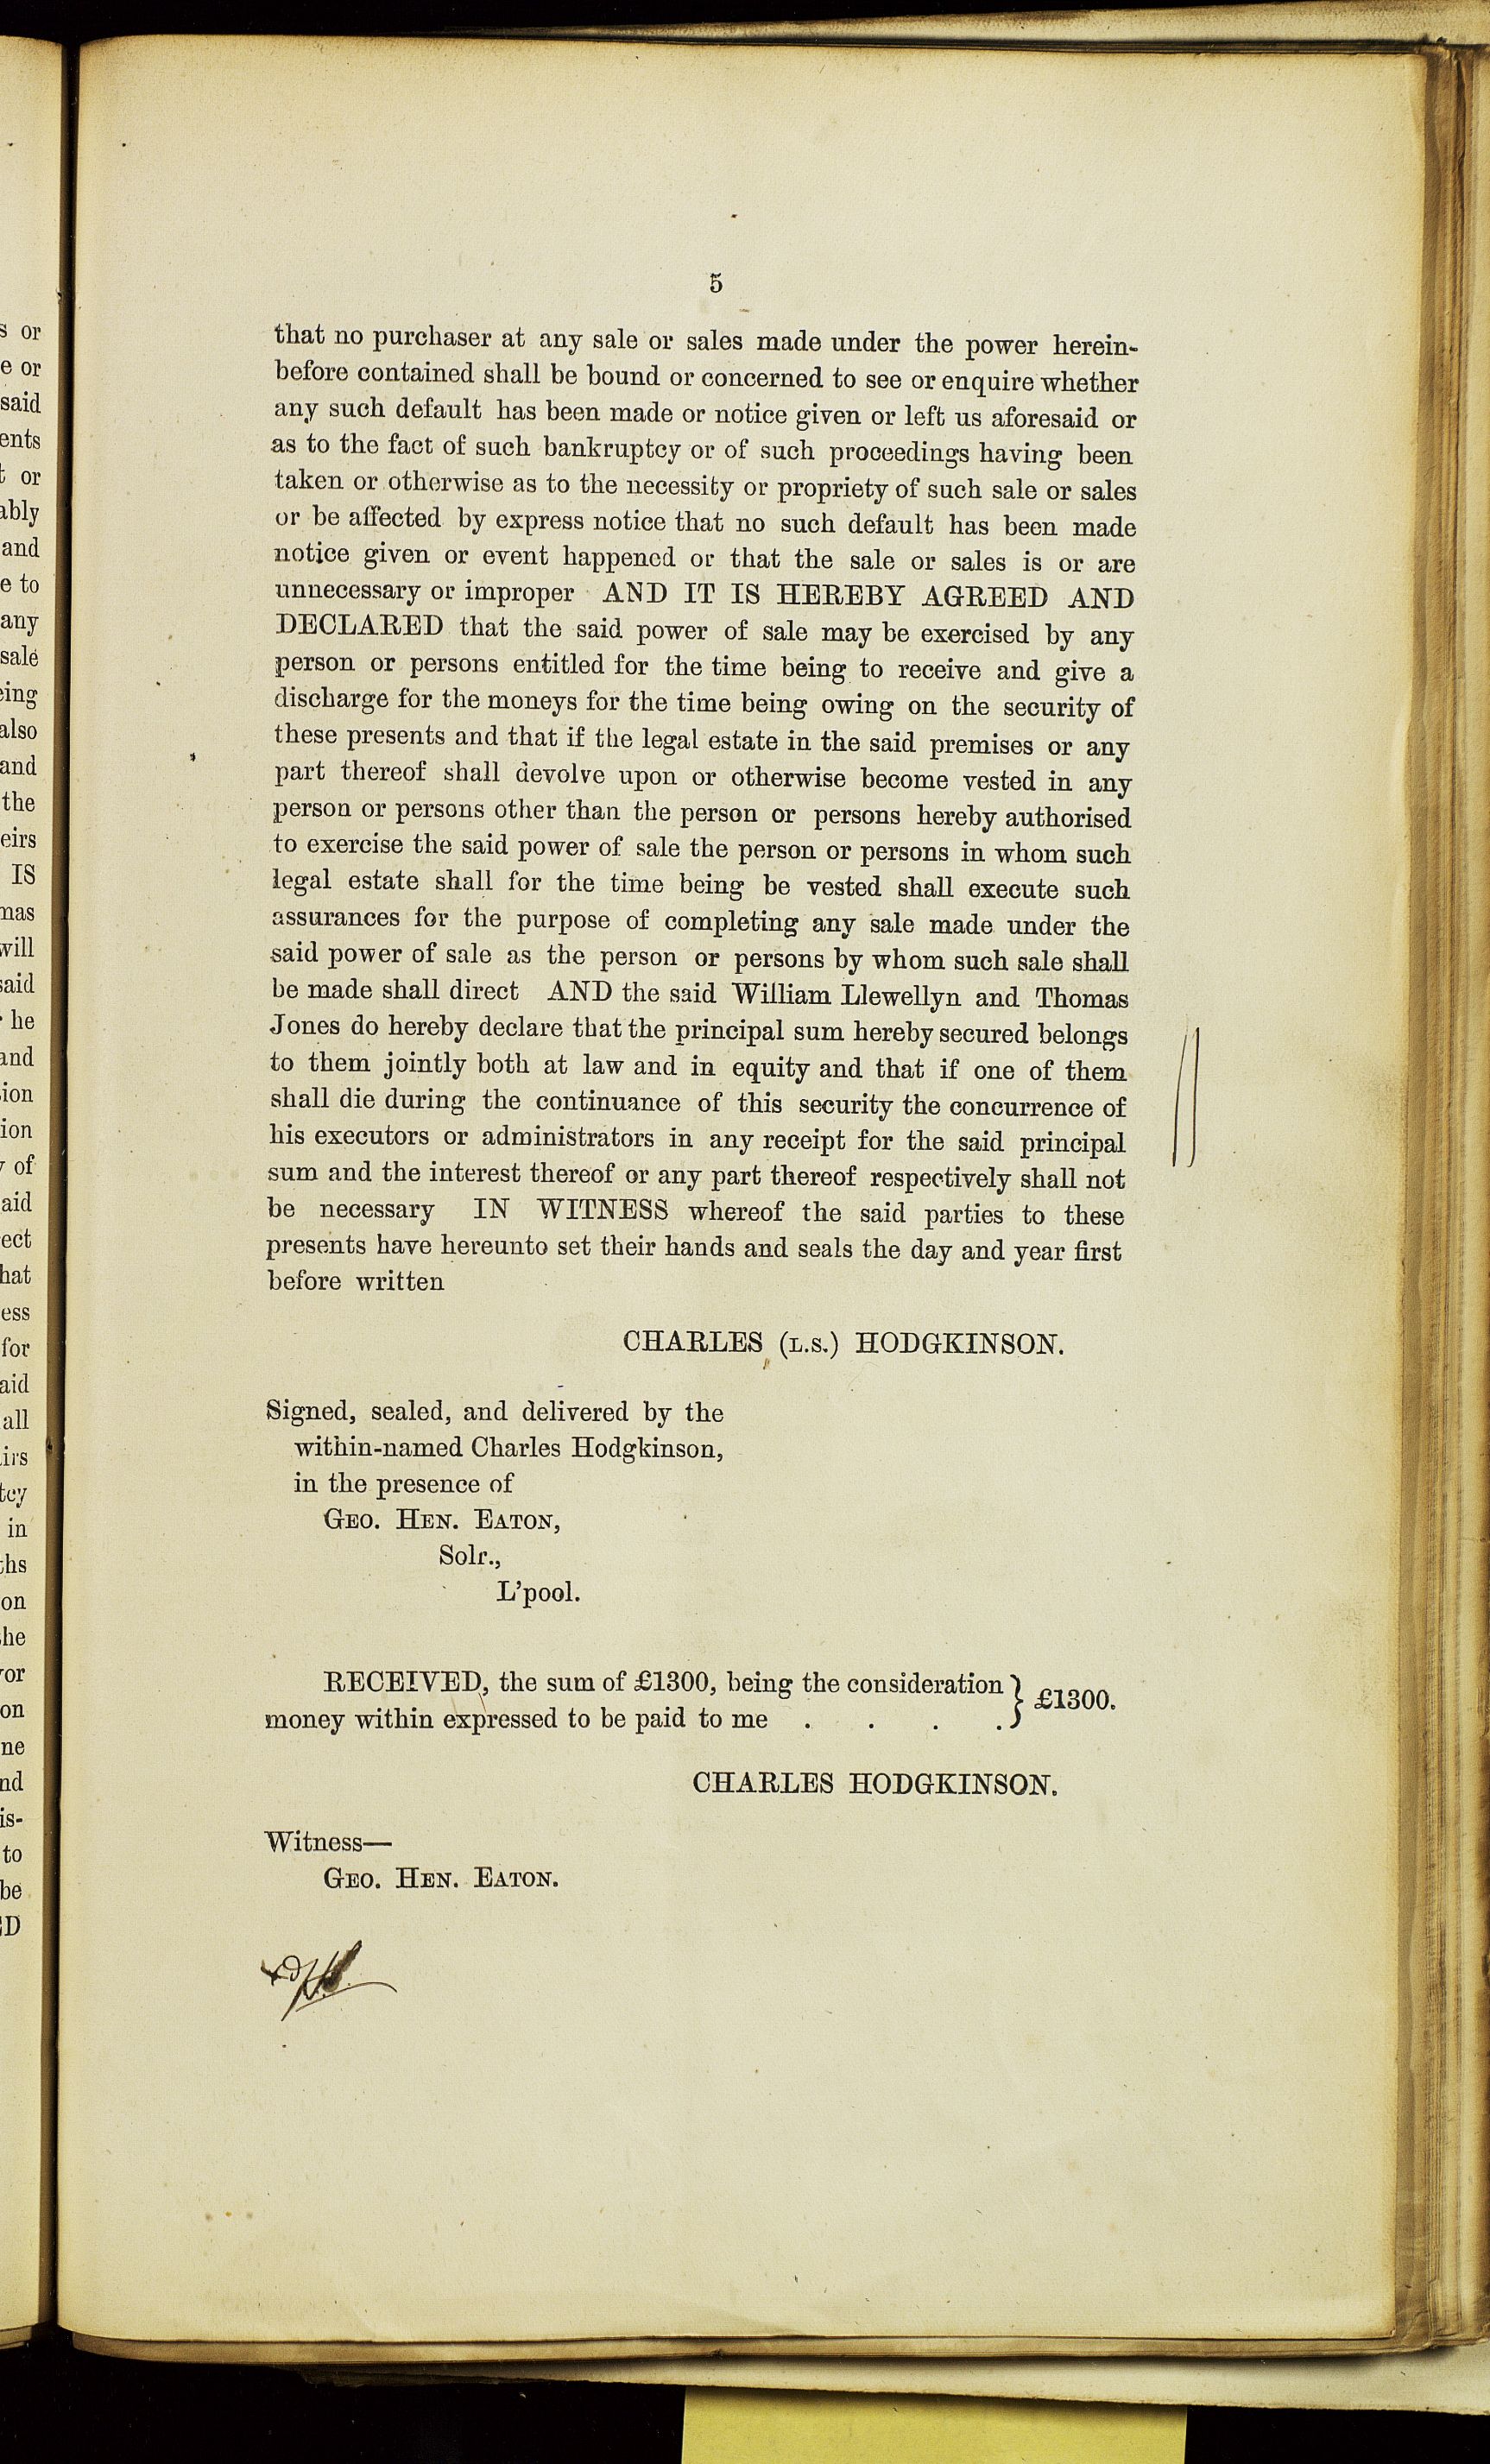 5
that no purchaser at any sale or sales made under the power herein-
before contained shall be bound or concerned to see or enquire whether
any such default has been made or notice given or left us aforesaid or
as to the fact of such bankruptcy or of such proceedings having been
taken or otherwise as to the necessity or propriety of such sale or sales
or be affected by express notice that no such default has been made
notice given or event happened or that the sale or sales is or are
unnecessary or improper AND IT IS HEREBY AGREED AND
DECLARED that the said power of sale may be exercised by any
person or persons entitled for the time being to receive and give a
discharge for the moneys for the time being owing on the security of
these presents and that if the legal estate in the said premises or any
part thereof shall devolve upon or otherwise become vested in any
person or persons other than the person or persons hereby authorised
to exercise the said power of sale the person or persons in whom such
legal estate shall for the time being be vested shall execute such
assurances for the purpose of completing any sale made under the
said power of sale as the person or persons by whom such sale shall
be made shall direct AND the said William Llewellyn and Thomas
Jones do hereby declare that the principal sum hereby secured belongs
to them jointly both at law and in equity and that if one of them
shall die during the continuance of this security the concurrence of
his executors or administrators in any receipt for the said principal
sum and the interest thereof or any part thereof respectively shall not
be necessary IN WITNESS whereof the said parties to these
presents have hereunto set their hands and seals the day and year first
before written
CHARLES (L.S.) HODGKINSON.
Signed, sealed, and delivered by the
within-named Charles Hodgkinson,
in the presence of
GEO. HEN. EATON,
Solr.,
L'pool.
RECEIVED, the sum of £1300, being the consideration } £1300.
money within expressed to be paid to me . . . .
CHARLES HODGKINSON.
Witness—
GEO. HEN. EATON.